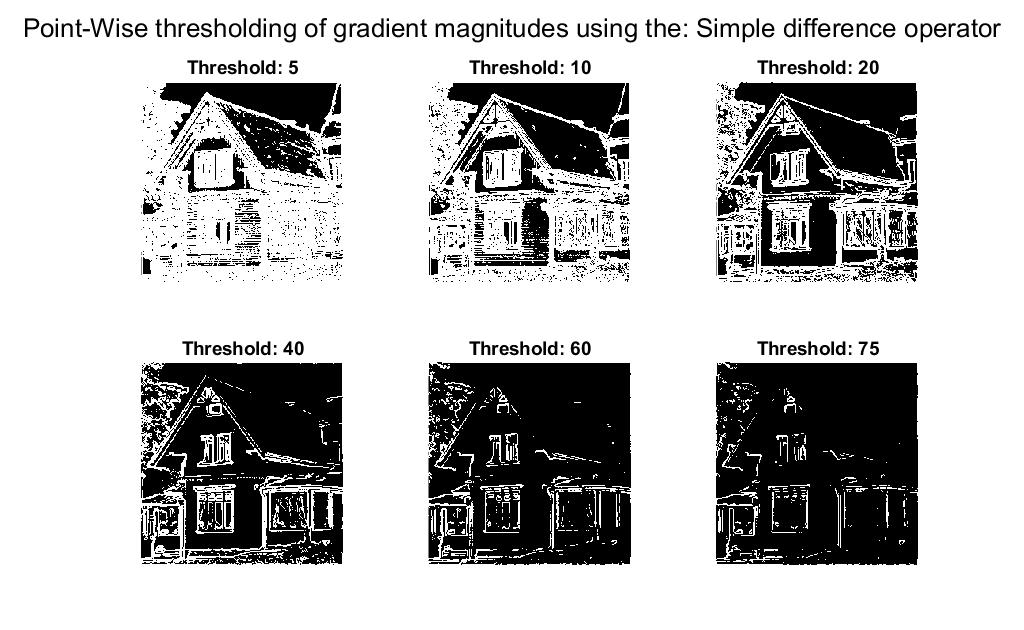 Point-Wise thresholding of gradient magnitudes using the: Simple difference operator
Threshold: 5
Threshold: 10
Threshold: 20
Threshold: 40
Threshold: 60
Threshold: 75